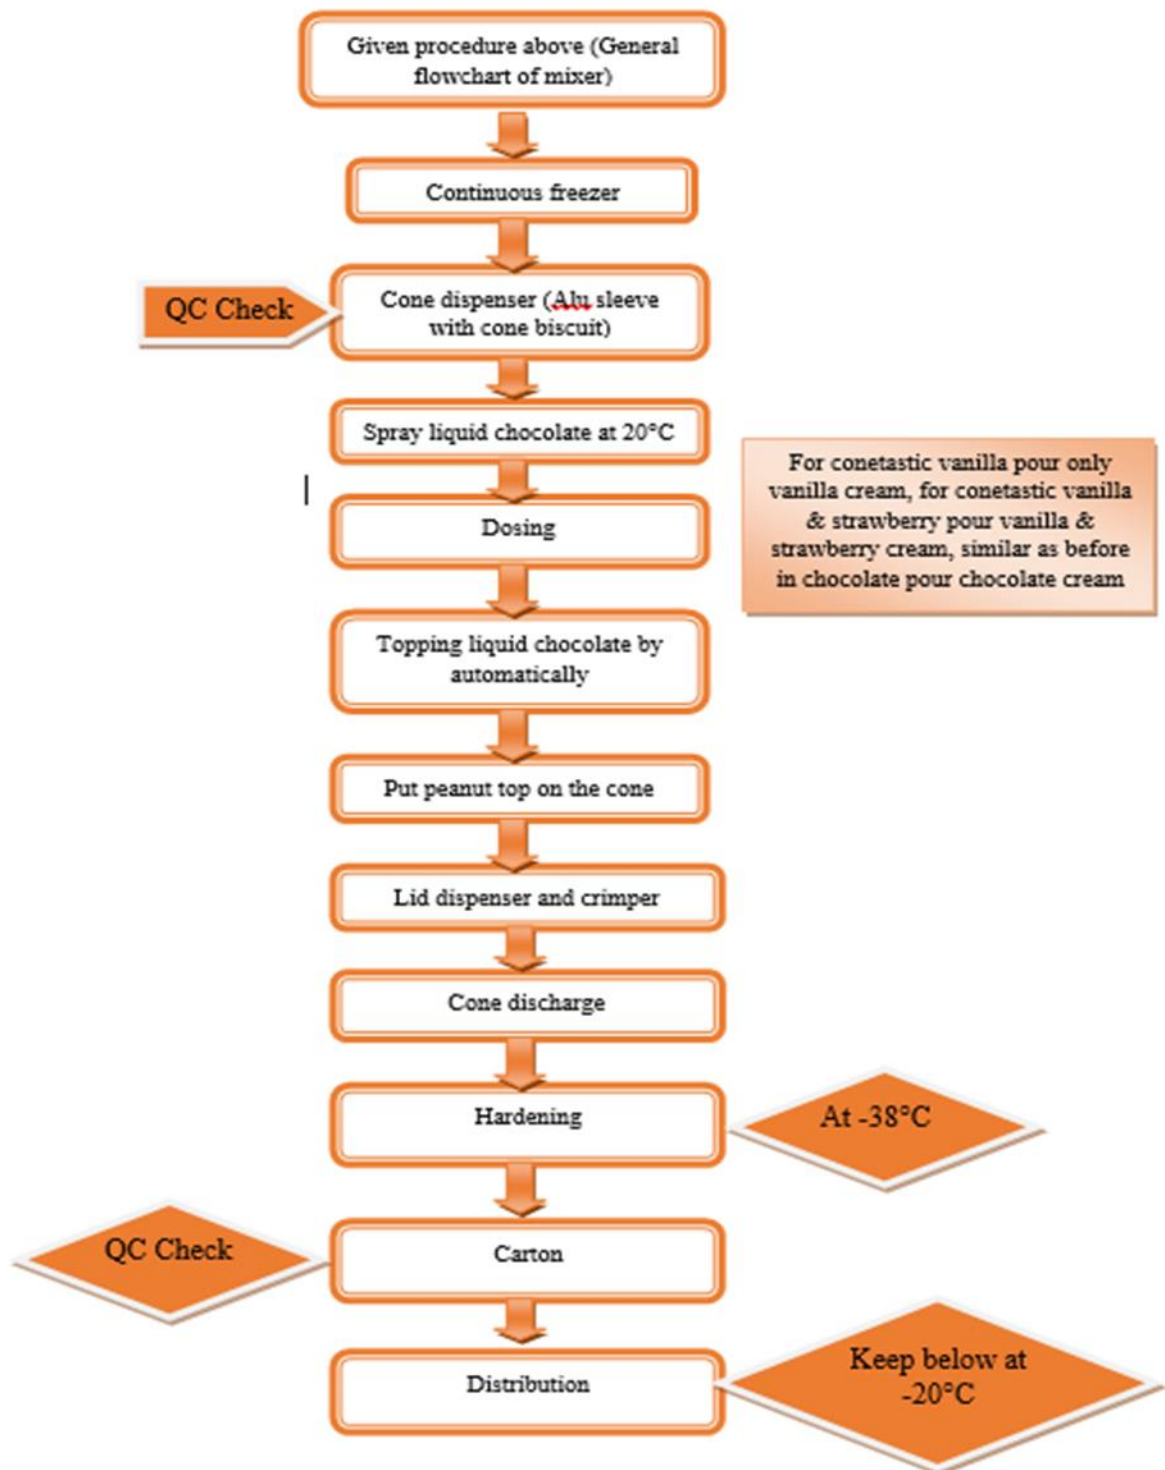 Given procedure above (General
flowchart of mixer)
Continuous freezer
QC Check
Cone dispenser (Alu sleeve
with cone biscuit)
Spray liquid chocolate at 20°C
For conetastic vanilla pour only
vanilla cream, for conetastic vanilla
& strawberry pour vanilla &
strawberry cream, similar as before
in chocolate pour chocolate cream
Dosing
Topping liquid chocolate by
automatically
Put peanut top on the cone
Lid dispenser and crimper
Cone discharge
Hardening
At -38°C
QC Check
Carton
Distribution
Keep below at
-20°C